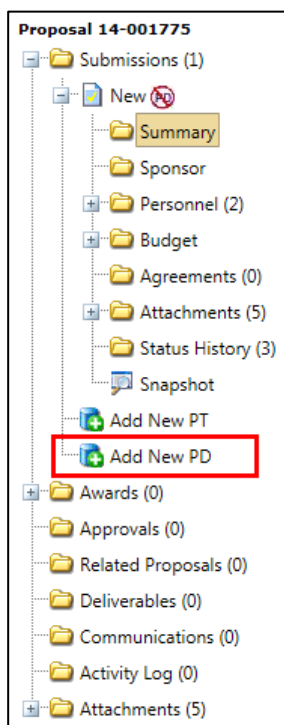 Proposal 14-001775
Submissions (1)
New PD
Summary
Sponsor
Personnel (2)
Budget
Agreements (0)
Attachments (5)
Status History (3)
Snapshot
Add New PT
Add New PD
Awards (0)
Approvals (0)
Related Proposals (0)
Deliverables (0)
Communications (0)
Activity Log (0)
Attachments (5)